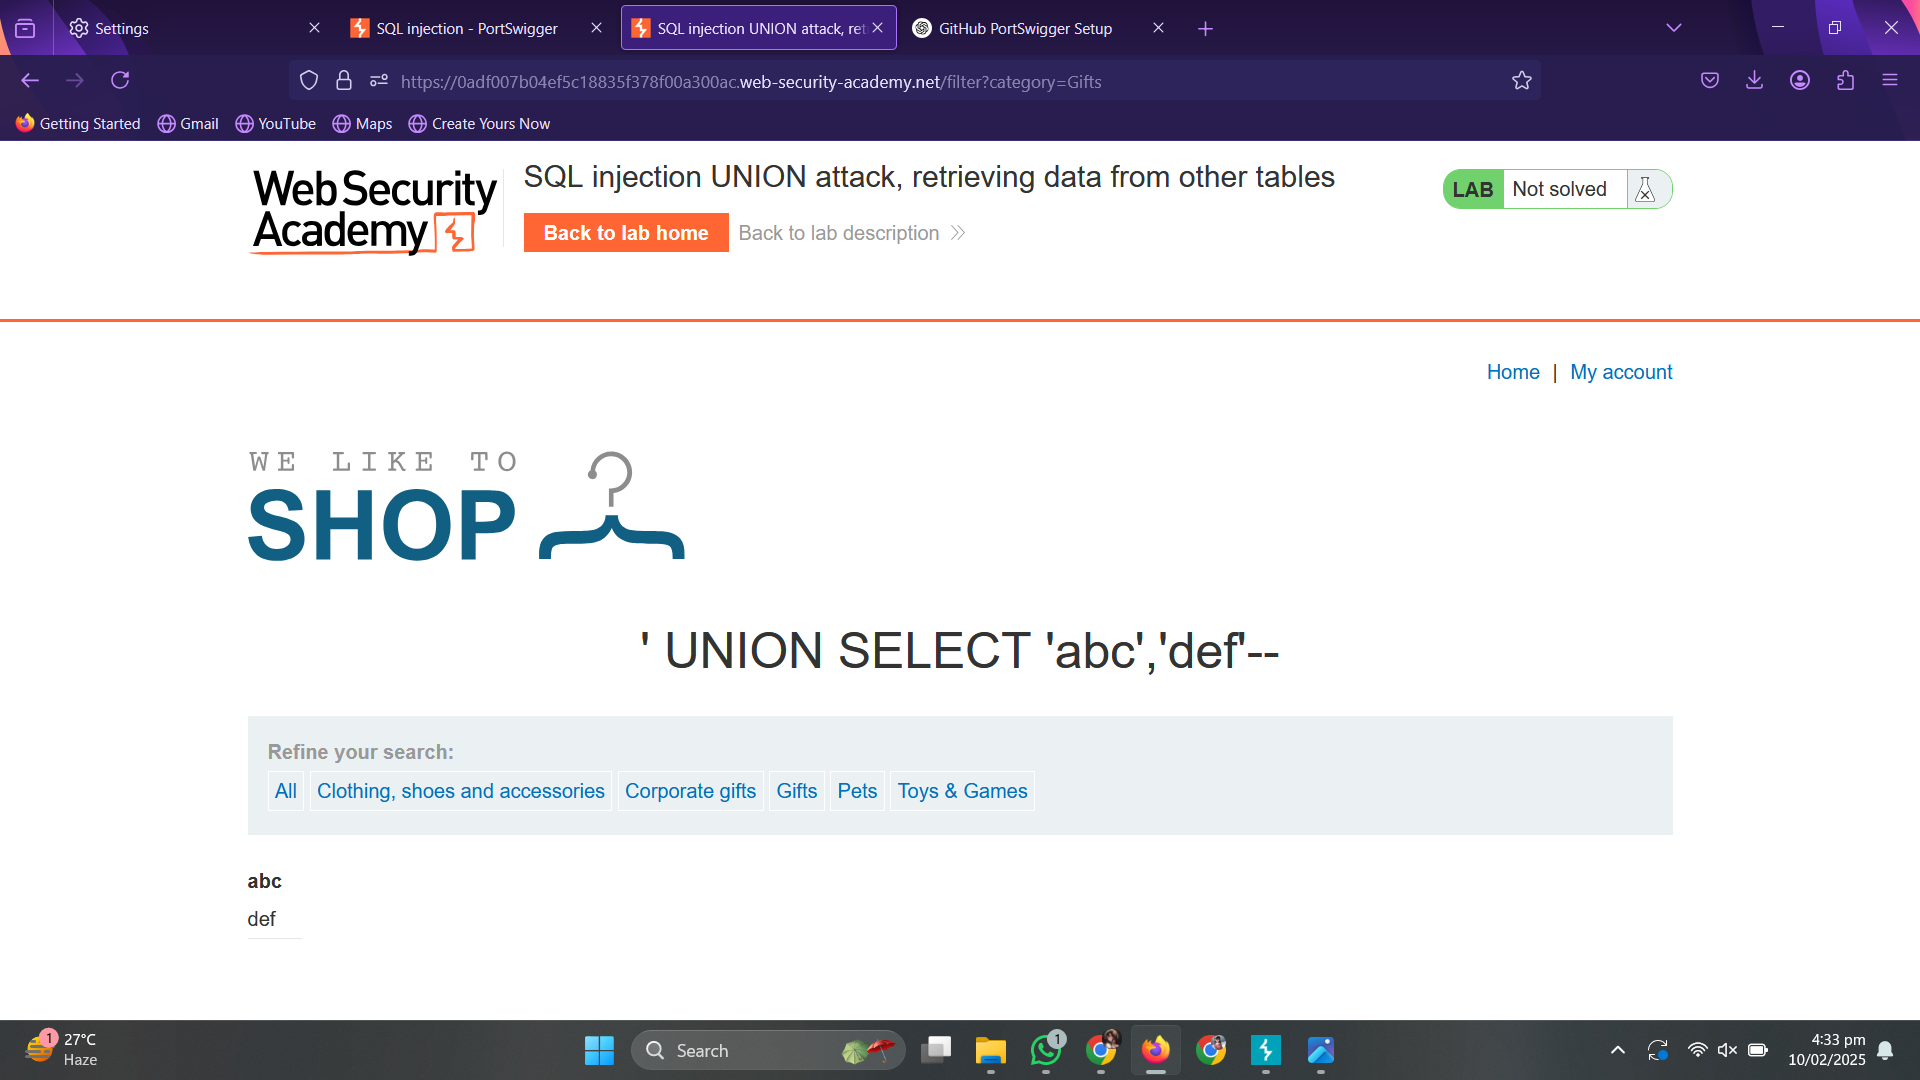 Settings
SQL injection - PortSwigger
SQL injection UNION attack, ret
GitHub PortSwigger Setup
https://0adf007b04ef5c18835f378f00a300ac.web-security-academy.net/filter?category=Gifts
Getting Started
Gmail
YouTube
Maps
Create Yours Now
Web Security
Academy
SQL injection UNION attack, retrieving data from other tables
Back to lab home
Back to lab description
LAB
Not solved
Home | My account
WE LIKE TO
SHOP
' UNION SELECT 'abc','def'--
Refine your search:
All
Clothing, shoes and accessories
Corporate gifts
Gifts
Pets
Toys & Games
abc
def
1
27°C
Haze
Search
1
4:33 pm
10/02/2025